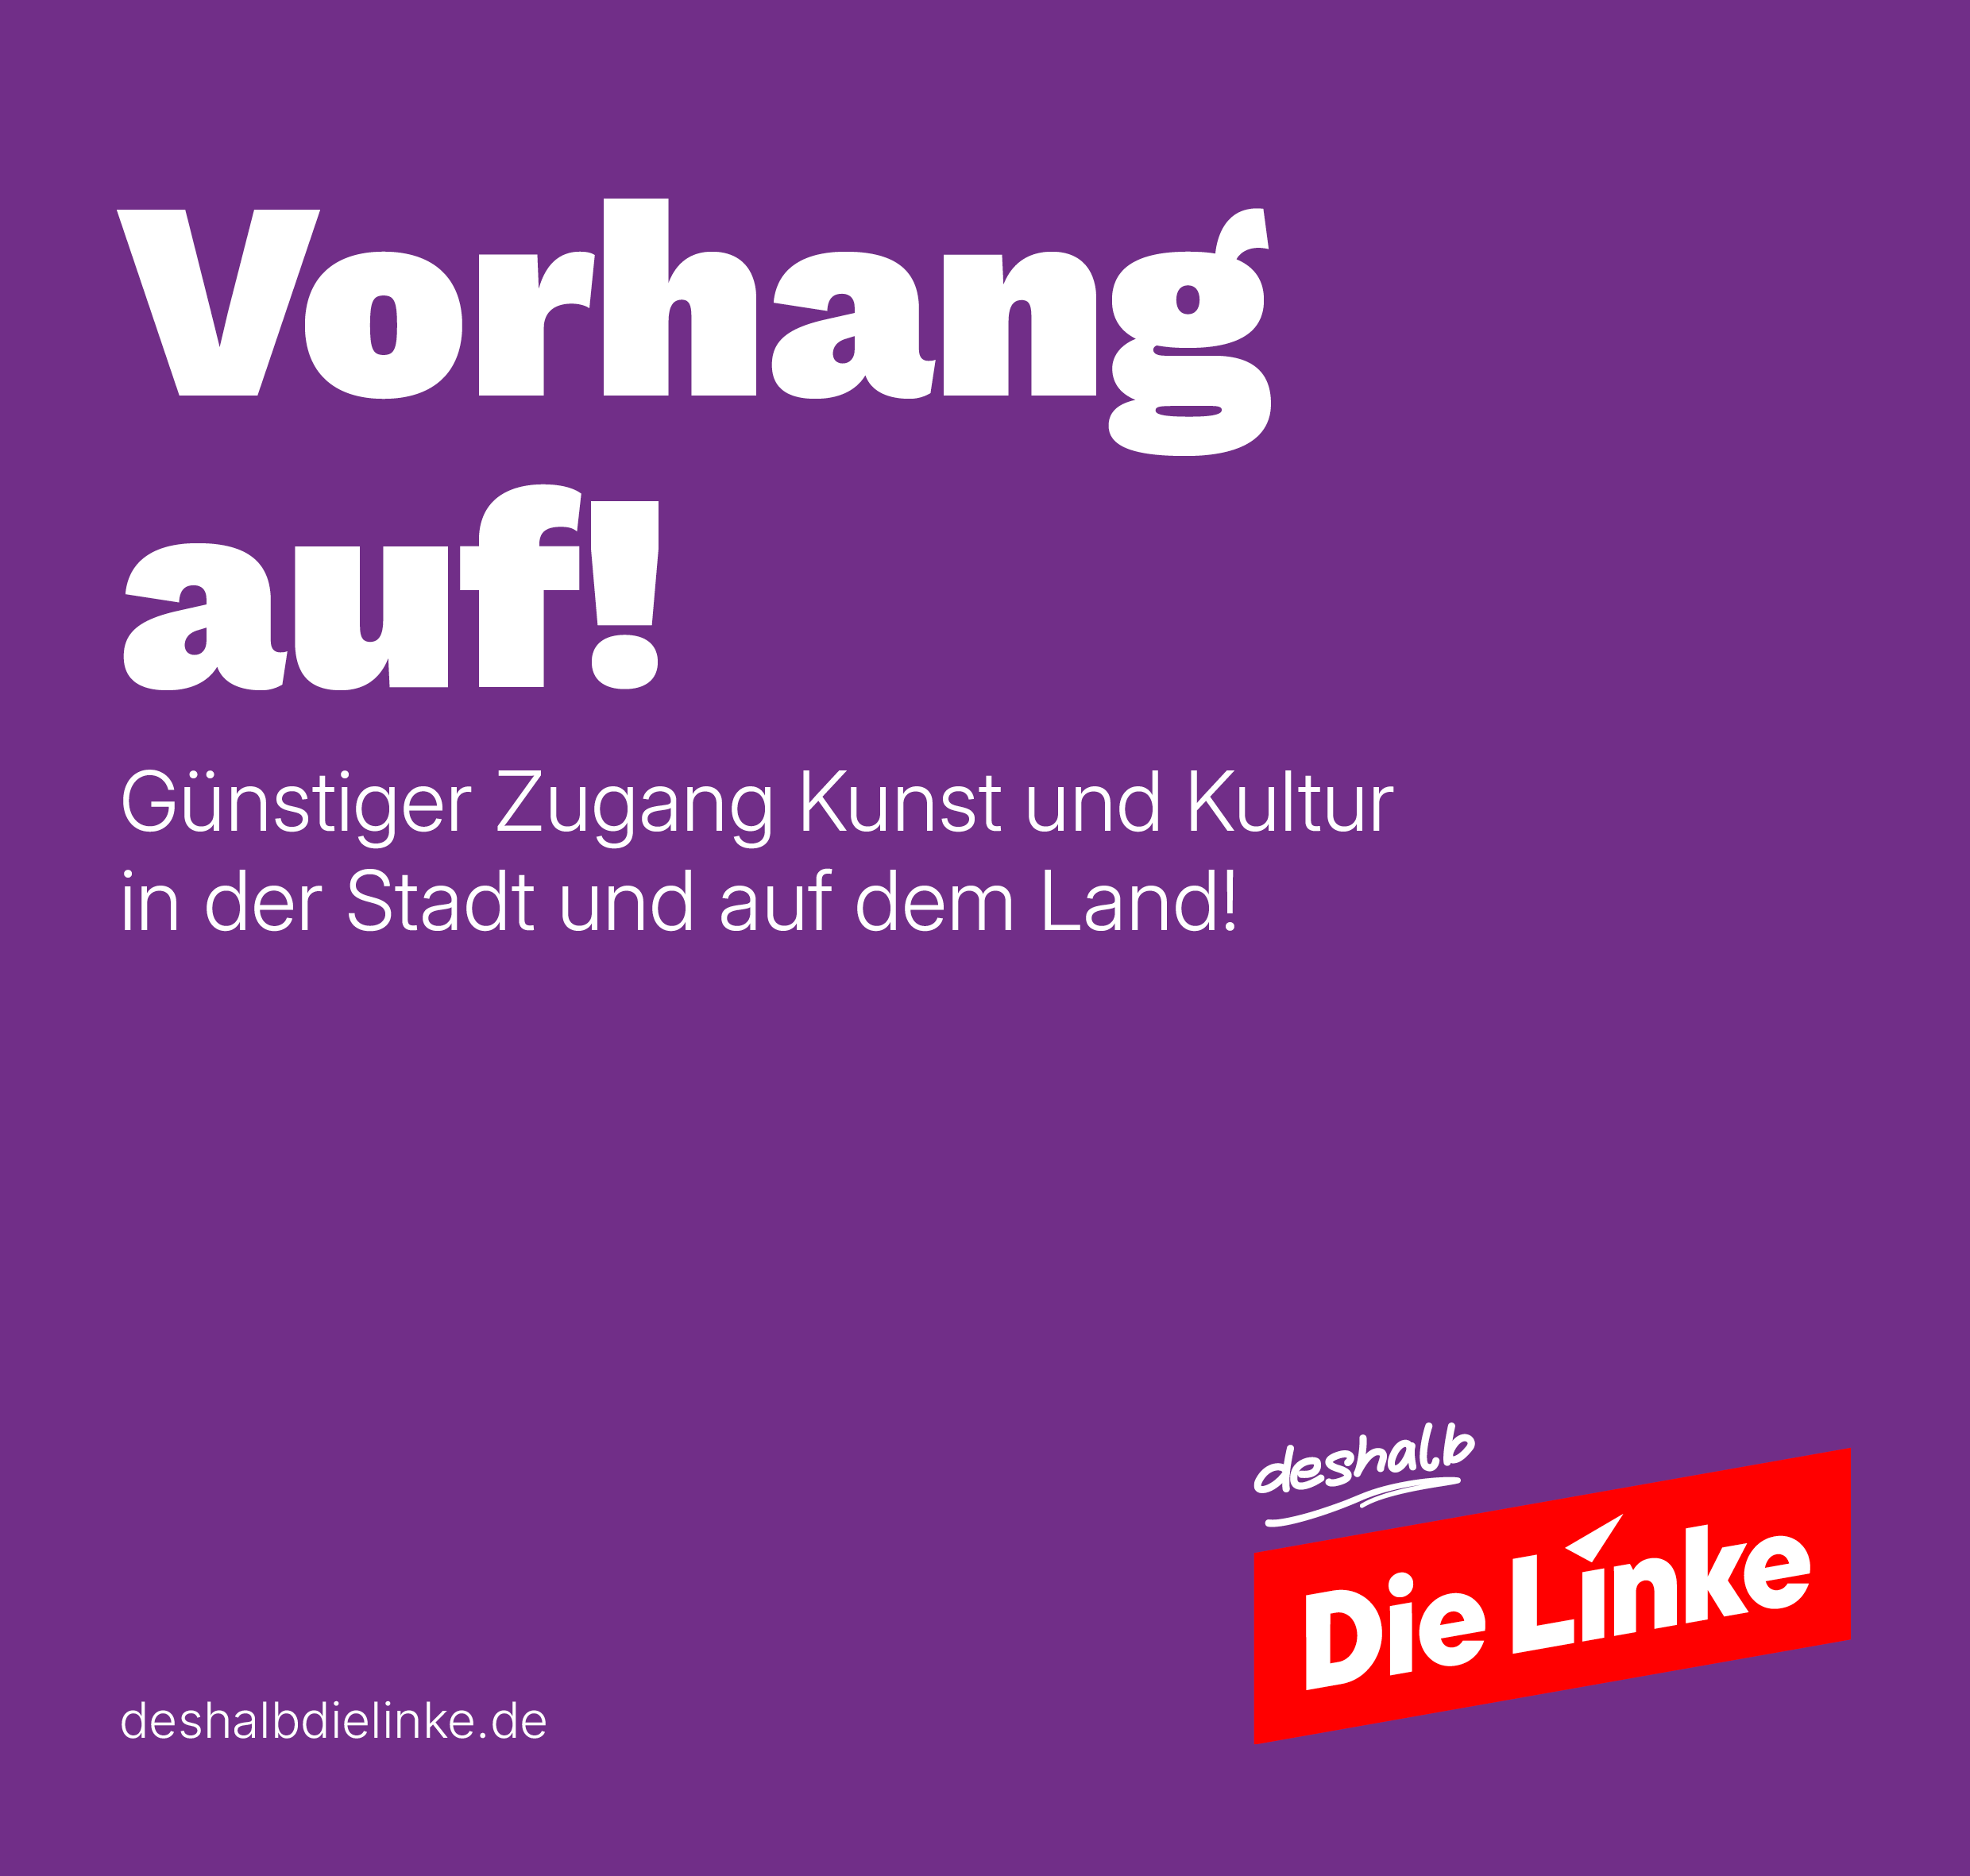 Vorhang
auf!
Günstiger Zugang Kunst und Kultur
in der Stadt und auf dem Land!
deshalb
Die Linke
deshalbdielinke.de